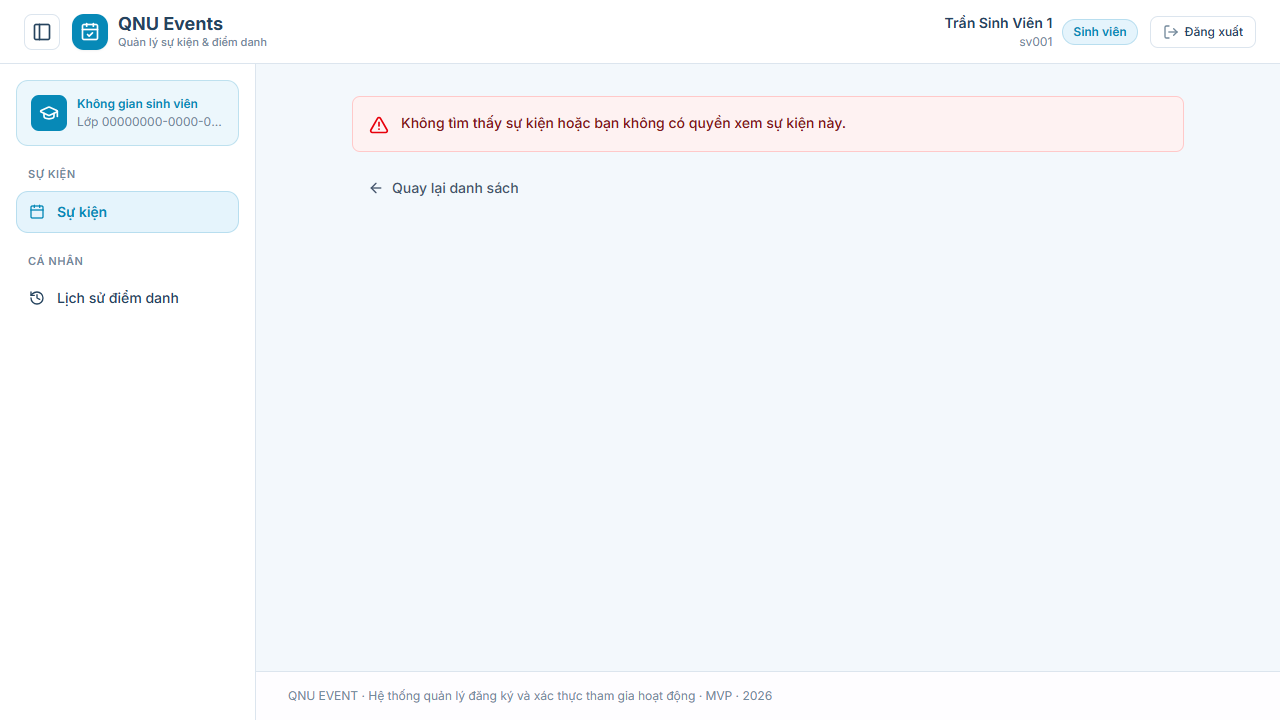 QNU Events
Quản lý sự kiện & điểm danh
Trần Sinh Viên 1
sv001
Sinh viên
Đăng xuất
Không gian sinh viên
Lớp 00000000-0000-0...
SỰ KIỆN
Sự kiện
CÁ NHÂN
Lịch sử điểm danh
Không tìm thấy sự kiện hoặc bạn không có quyền xem sự kiện này.
Quay lại danh sách
QNU EVENT · Hệ thống quản lý đăng ký và xác thực tham gia hoạt động · MVP · 2026